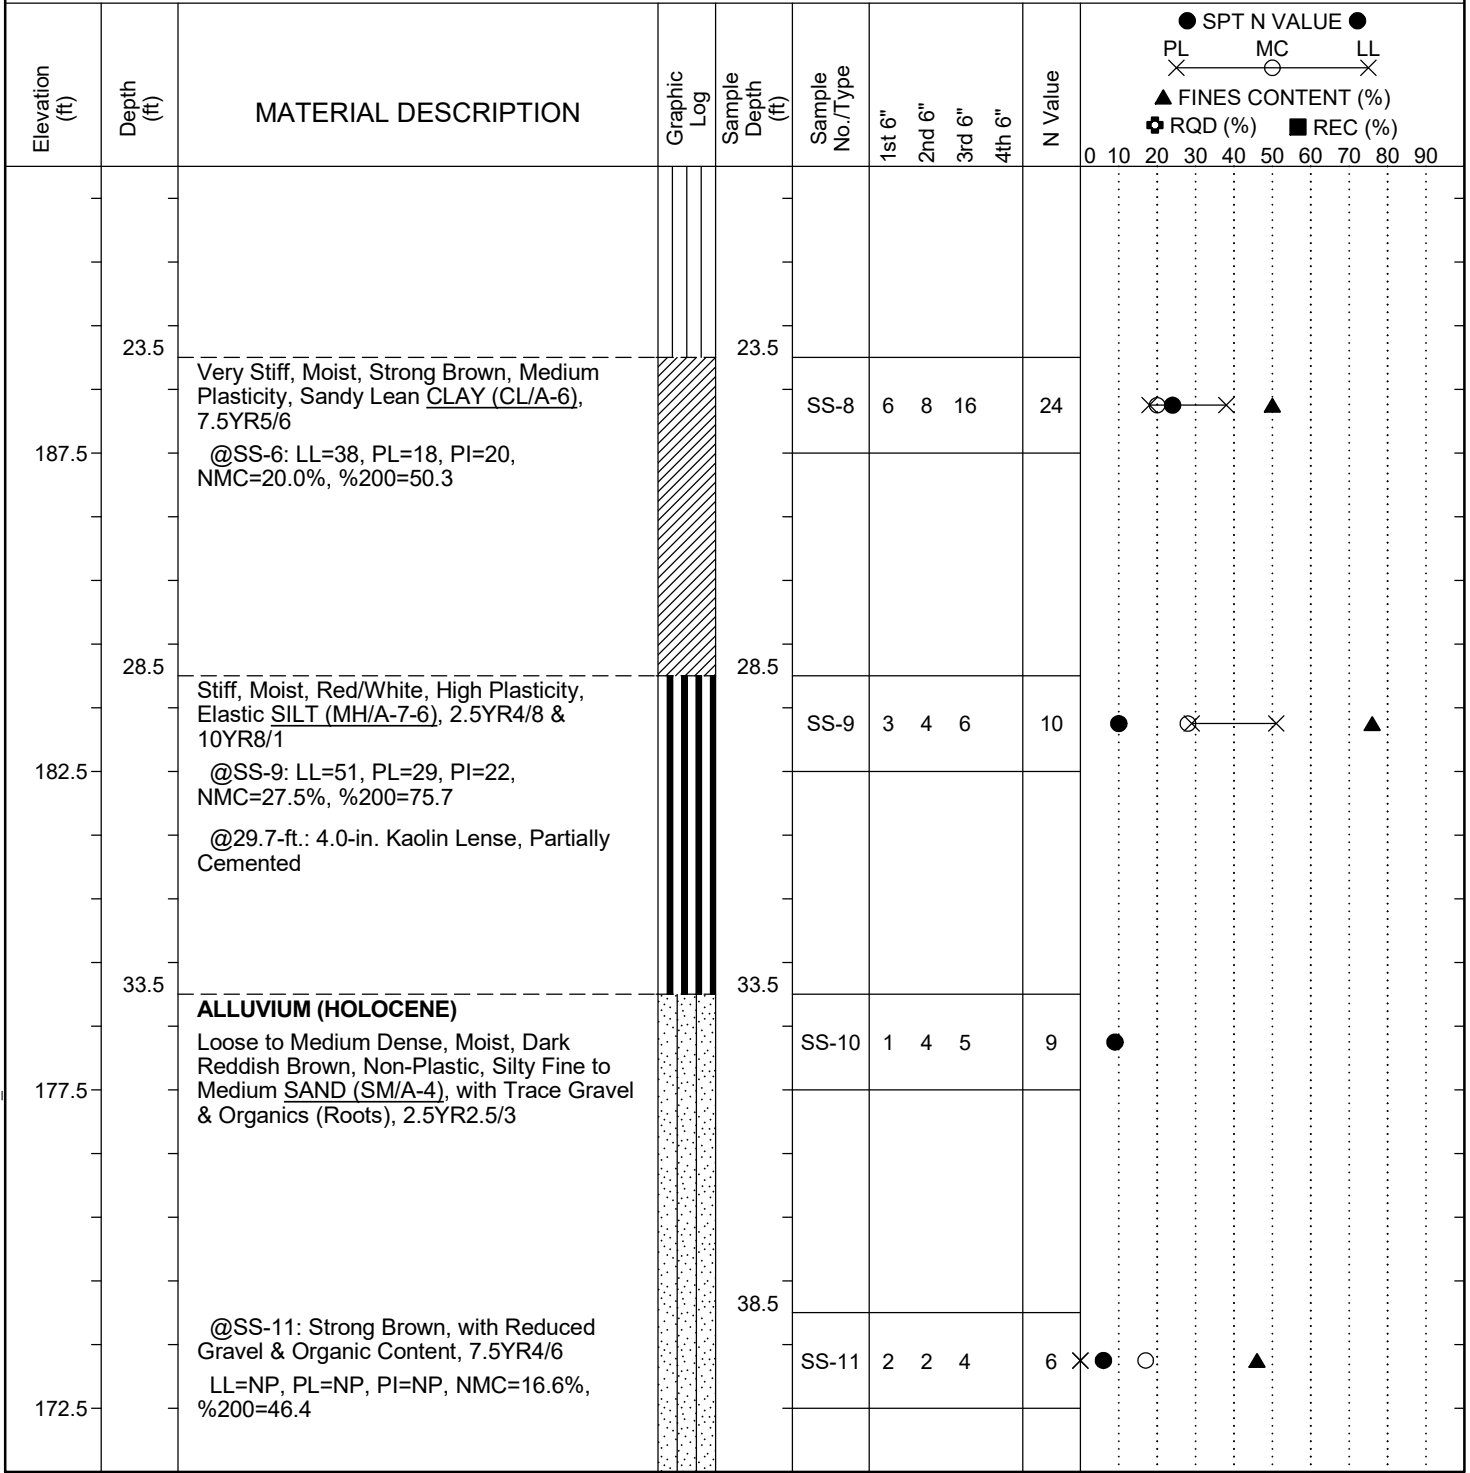 ● SPT N VALUE ●
PL MC LL
▲ FINES CONTENT (%)
RQD (%) ■ REC (%)
Elevation (ft)
Depth (ft)
MATERIAL DESCRIPTION
Graphic Log
Sample Depth (ft)
Sample No./Type
1st 6"
2nd 6"
3rd 6"
4th 6"
N Value
0 10 20 30 40 50 60 70 80 90
23.5 23.5
Very Stiff, Moist, Strong Brown, Medium
Plasticity, Sandy Lean CLAY (CL/A-6),
7.5YR5/6
SS-8 6 8 16 24
187.5
@SS-6: LL=38, PL=18, PI=20,
NMC=20.0%, %200=50.3
28.5 28.5
Stiff, Moist, Red/White, High Plasticity,
Elastic SILT (MH/A-7-6), 2.5YR4/8 &
10YR8/1
SS-9 3 4 6 10
182.5
@SS-9: LL=51, PL=29, PI=22,
NMC=27.5%, %200=75.7
@29.7-ft.: 4.0-in. Kaolin Lense, Partially
Cemented
33.5 33.5
ALLUVIUM (HOLOCENE)
Loose to Medium Dense, Moist, Dark
Reddish Brown, Non-Plastic, Silty Fine to
Medium SAND (SM/A-4), with Trace Gravel
& Organics (Roots), 2.5YR2.5/3
SS-10 1 4 5 9
177.5
38.5
@SS-11: Strong Brown, with Reduced
Gravel & Organic Content, 7.5YR4/6
SS-11 2 2 4 6
LL=NP, PL=NP, PI=NP, NMC=16.6%,
%200=46.4
172.5